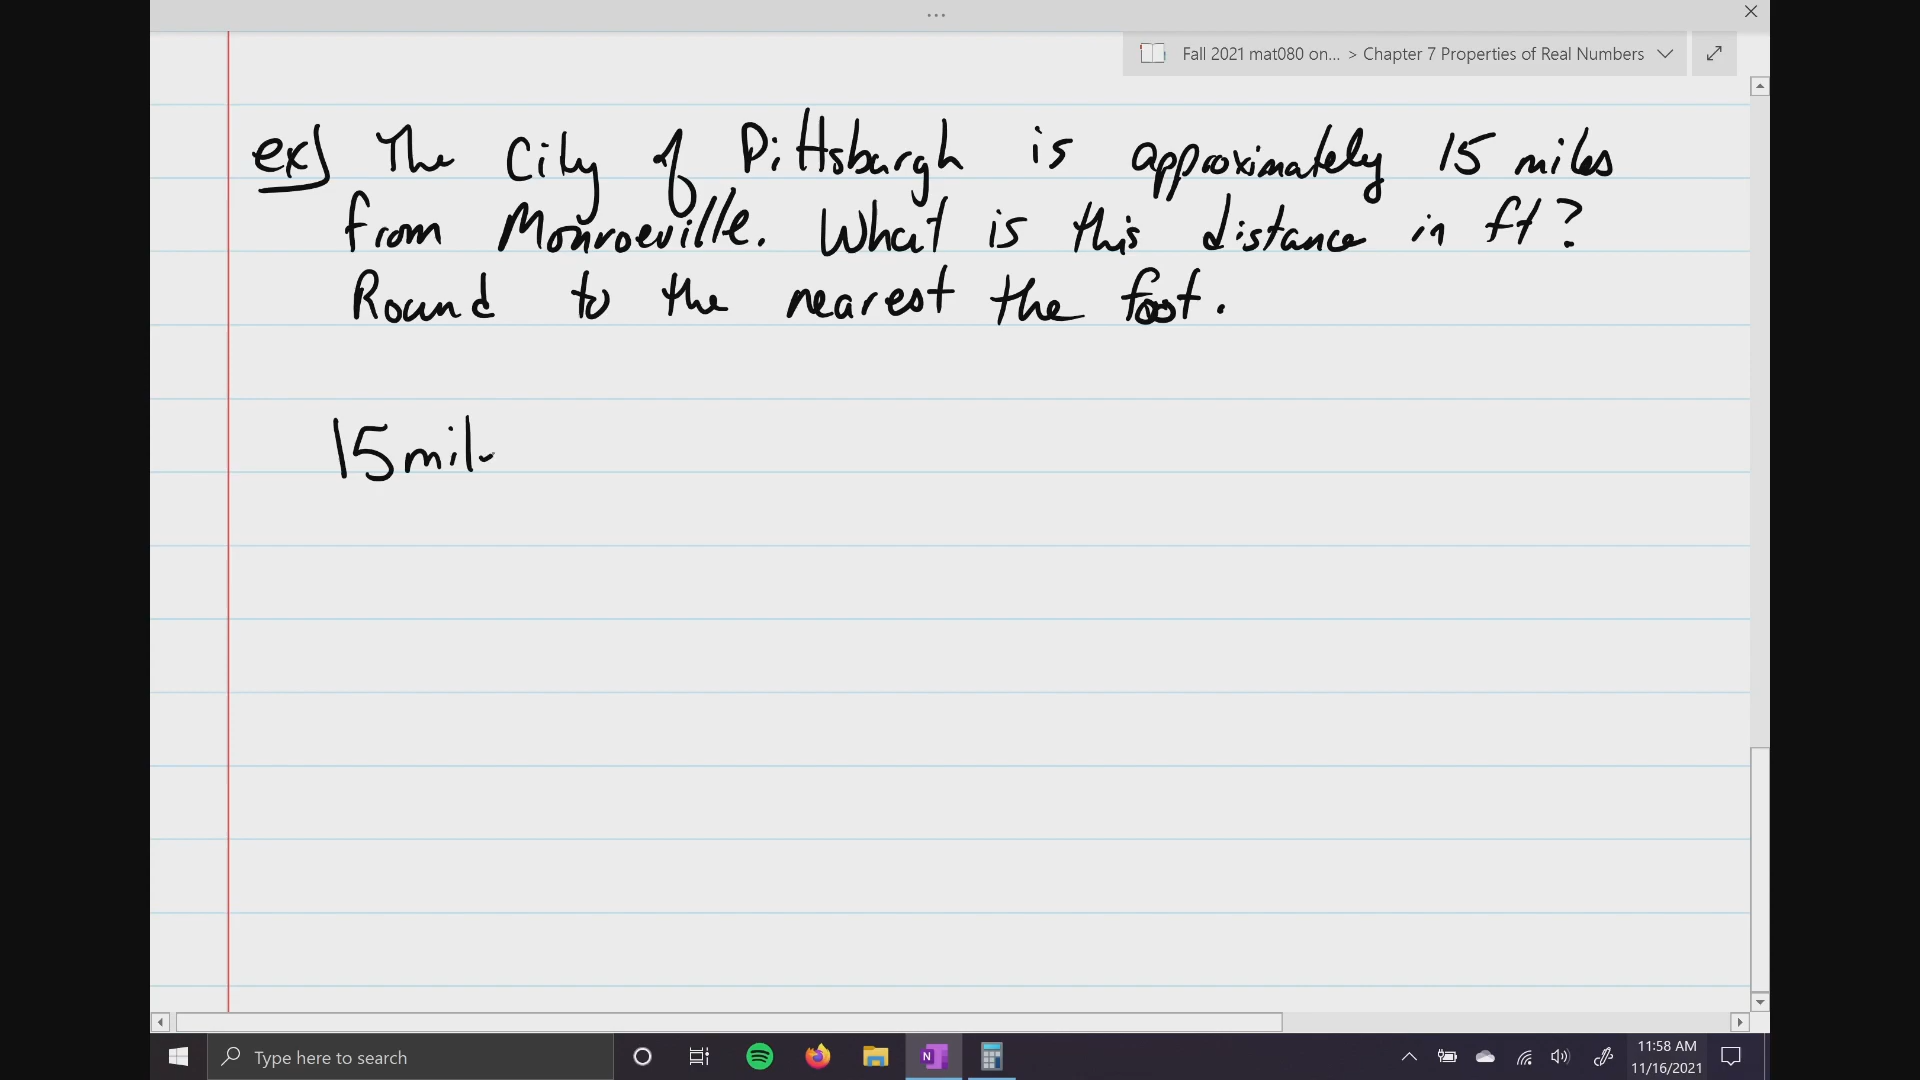 ...
Fall 2021 mat080 on... > Chapter 7 Properties of Real Numbers
ex) The City of Pittsburgh is approximately 15 miles
from Monroeville. What is this distance in ft?
Round to the nearest the foot.
15 mil
Type here to search
N
11:58 AM
11/16/2021